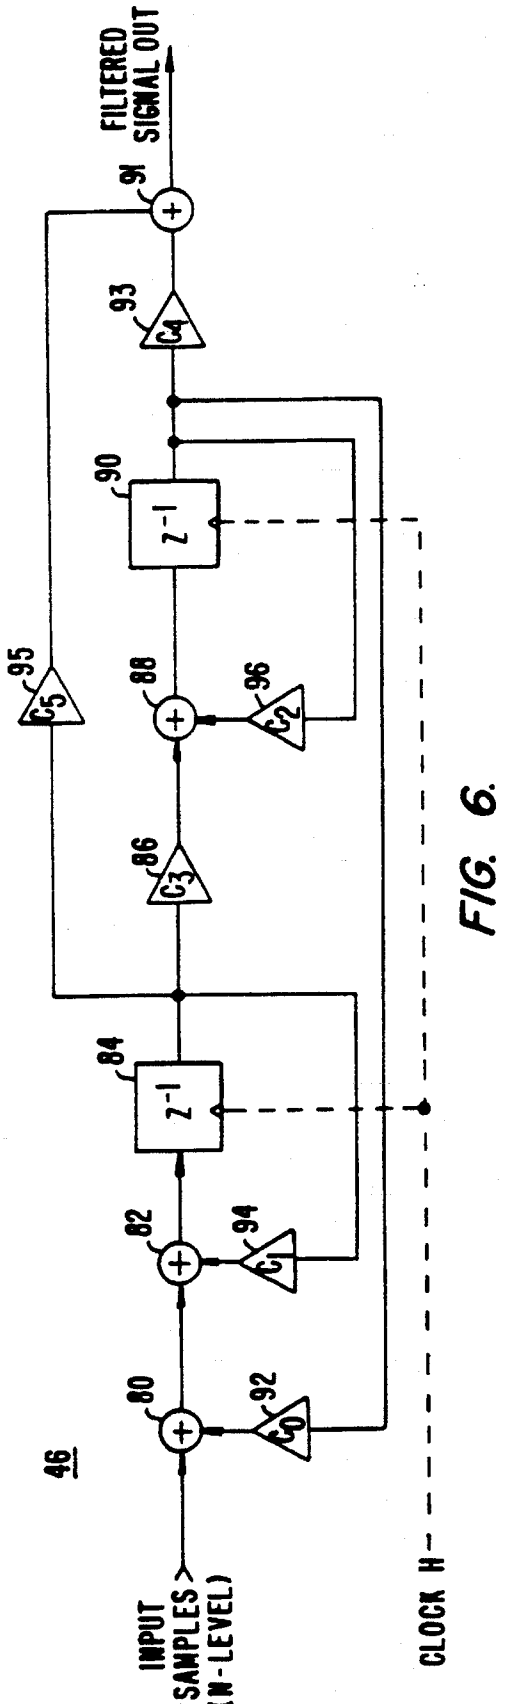 46
INPUT
SAMPLES
(N-LEVEL)
80
C0
92
82
C1
94
84
Z-1
C3
86
C5
95
88
C2
96
Z-1
90
C4
93
91
FILTERED
SIGNAL OUT
CLOCK H
FIG. 6.